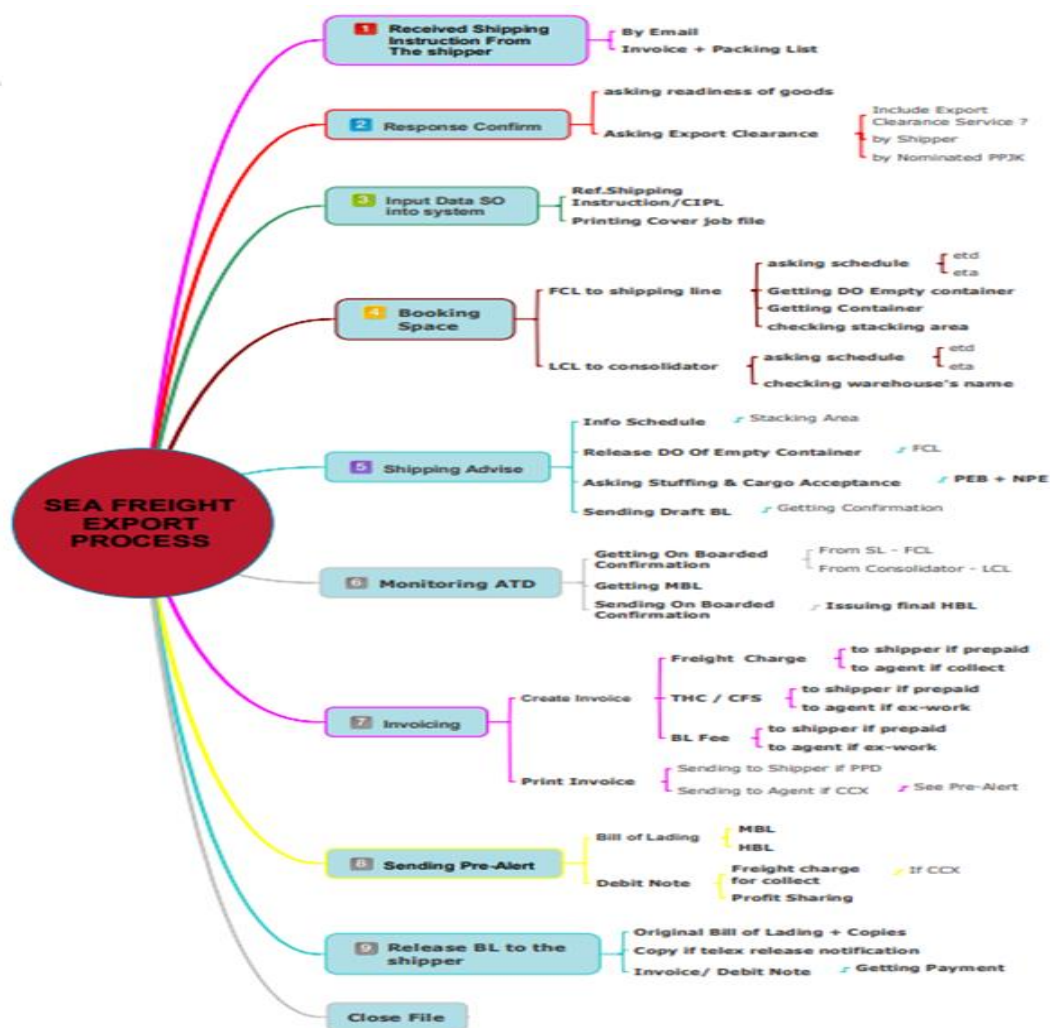 SEA FREIGHT
EXPORT
PROCESS
1 Received Shipping
Instruction From
The shipper
By Email
Invoice + Packing List
2 Response Confirm
asking readiness of goods
Asking Export Clearance
Include Export
Clearance Service ?
by Shipper
by Nominated PPJK
3 Input Data SO
into system
Ref.Shipping
Instruction/CIPL
Printing Cover job file
4 Booking
Space
FCL to shipping line
asking schedule
etd
eta
Getting DO Empty container
Getting Container
checking stacking area
LCL to consolidator
asking schedule
etd
eta
checking warehouse's name
5 Shipping Advise
Info Schedule
Stacking Area
Release DO Of Empty Container
FCL
Asking Stuffing & Cargo Acceptance
PEB + NPE
Sending Draft BL
Getting Confirmation
6 Monitoring ATD
Getting On Boarded
Confirmation
From SL - FCL
From Consolidator - LCL
Getting MBL
Sending On Boarded
Confirmation
Issuing final HBL
7 Invoicing
Create Invoice
Freight Charge
to shipper if prepaid
to agent if collect
THC / CFS
to shipper if prepaid
to agent if ex-work
BL Fee
to shipper if prepaid
to agent if ex-work
Print Invoice
Sending to Shipper if PPD
Sending to Agent if CCX
See Pre-Alert
8 Sending Pre-Alert
Bill of Lading
MBL
HBL
Debit Note
Freight charge
for collect
If CCX
Profit Sharing
9 Release BL to the
shipper
Original Bill of Lading + Copies
Copy if telex release notification
Invoice/ Debit Note
Getting Payment
Close File